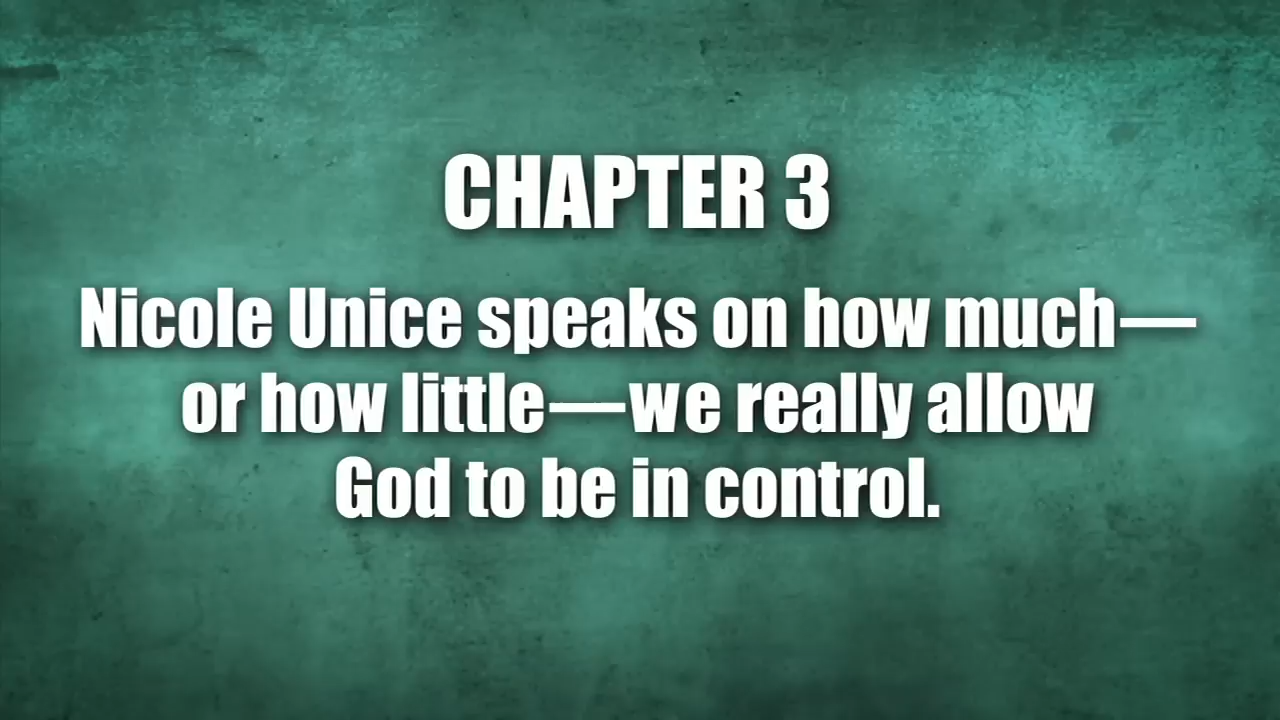 CHAPTER 3
Nicole Unice speaks on how much—
or how little—we really allow
God to be in control.